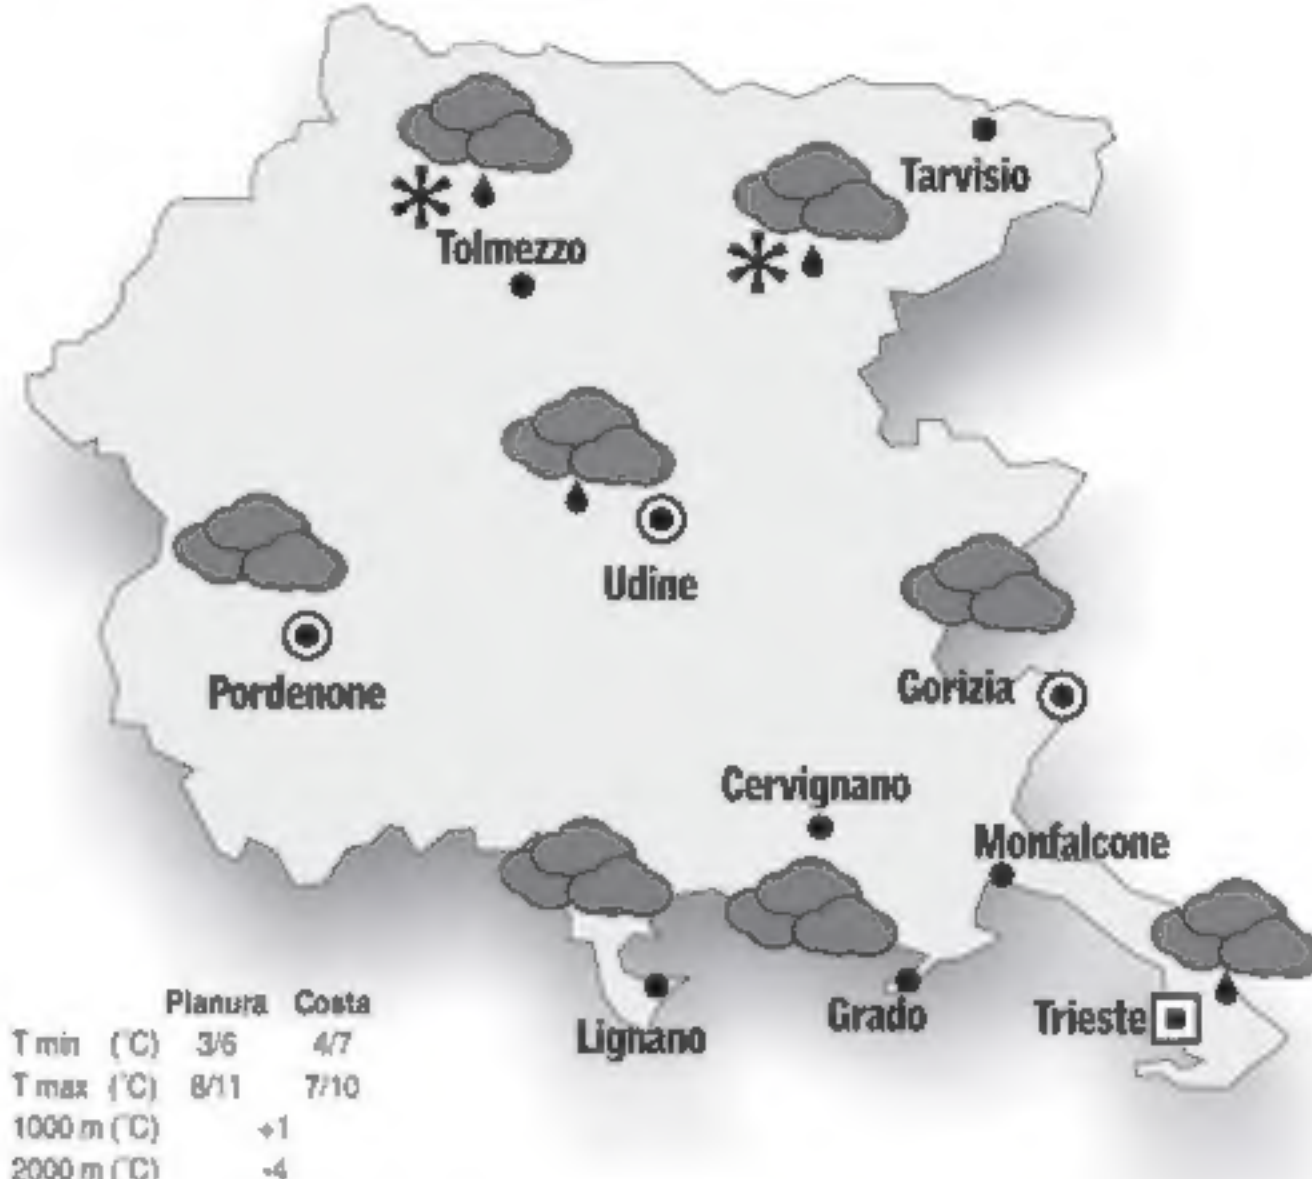 Tarvisio
Tolmezzo
Udine
Pordenone
Gorizia
Cervignano
Monfalcone
Grado
Trieste
Lignano
Pianura Costa
T min (°C) 3/6 4/7
T max (°C) 8/11 7/10
1000 m (°C) +1
2000 m (°C) -4